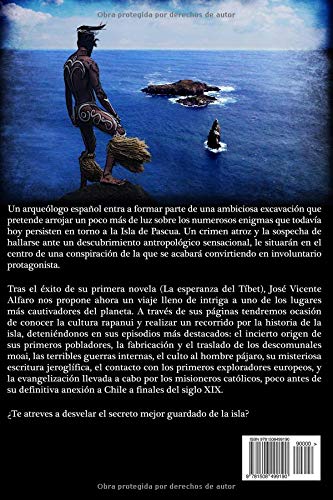 Obra protegida por derechos de autor
Un arqueólogo español entra a formar parte de una ambiciosa excavación que
pretende arrojar un poco más de luz sobre los numerosos enigmas que todavía
hoy persisten en torno a la Isla de Pascua. Un crimen atroz y la sospecha de
hallarse ante un descubrimiento antropológico sensacional, le situarán en el
centro de una conspiración de la que se acabará convirtiendo en involuntario
protagonista.
Tras el éxito de su primera novela (La esperanza del Tíbet), José Vicente
Alfaro nos propone ahora un viaje lleno de intriga a uno de los lugares
más cautivadores del planeta. A través de sus páginas tendremos ocasión
de conocer la cultura rapanui y realizar un recorrido por la historia de la
isla, deteniéndonos en sus episodios más destacados: el incierto origen de
sus primeros pobladores, la fabricación y el traslado de los descomunales
moai, las terribles guerras internas, el culto al hombre pájaro, su misteriosa
escritura jeroglífica, el contacto con los primeros exploradores europeos, y
la evangelización llevada a cabo por los misioneros católicos, poco antes de
su definitiva anexión a Chile a finales del siglo XIX.
¿Te atreves a desvelar el secreto mejor guardado de la isla?
ISBN 9781508499190
90000
9 781508 499190
Obra protegida por derechos de autor